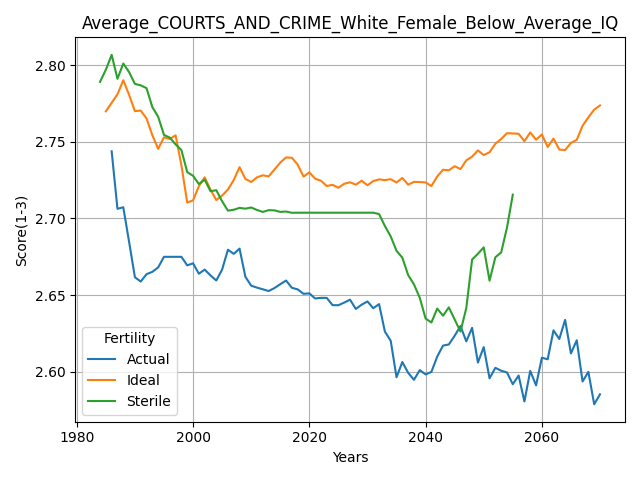 Average_COURTS_AND_CRIME_White_Female_Below_Average_IQ
2.80
2.75
2.70
2.65
2.60
Score(1-3)
Fertility
Actual
Ideal
Sterile
1980
2000
2020
2040
2060
Years